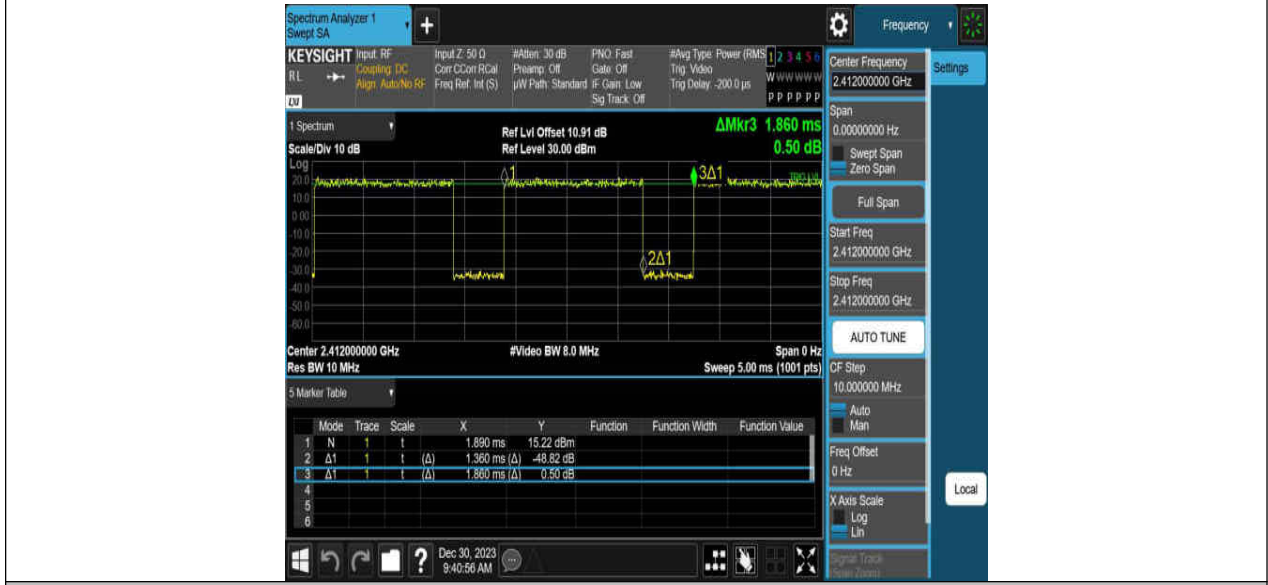 Spectrum Analyzer 1
Swept SA
+
Frequency
KEYSIGHT
RL
LXI
Input: RF
Coupling: DC
Align: Auto/No RF
Input Z: 50 Ω
Corr CCorr RCal
Freq Ref: Int (S)
#Atten: 30 dB
Preamp: Off
µW Path: Standard
PNO: Fast
Gate: Off
IF Gain: Low
Sig Track: Off
#Avg Type: Power (RMS
Trig: Video
Trig Delay: -200.0 µs
1 2 3 4 5 6
W W W W W W
P P P P P P
1 Spectrum
Scale/Div 10 dB
Ref Lvl Offset 10.91 dB
Ref Level 30.00 dBm
ΔMkr3 1.860 ms
0.50 dB
Log
20.0
10.0
0.00
-10.0
-20.0
-30.0
-40.0
-50.0
-60.0
1
3Δ1
2Δ1
TRIG LVL
Center 2.412000000 GHz
#Video BW 8.0 MHz
Span 0 Hz
Res BW 10 MHz
Sweep 5.00 ms (1001 pts)
5 Marker Table
Mode Trace Scale X Y Function Function Width Function Value
1 N 1 t 1.890 ms 15.22 dBm
2 Δ1 1 t (Δ) 1.360 ms (Δ) -48.82 dB
3 Δ1 1 t (Δ) 1.860 ms (Δ) 0.50 dB
4
5
6
?
Dec 30, 2023
9:40:56 AM
Center Frequency
2.412000000 GHz
Settings
Span
0.00000000 Hz
Swept Span
Zero Span
Full Span
Start Freq
2.412000000 GHz
Stop Freq
2.412000000 GHz
AUTO TUNE
CF Step
10.000000 MHz
Auto
Man
Freq Offset
0 Hz
X Axis Scale
Log
Lin
Local
Signal Track
(Span Zoom)